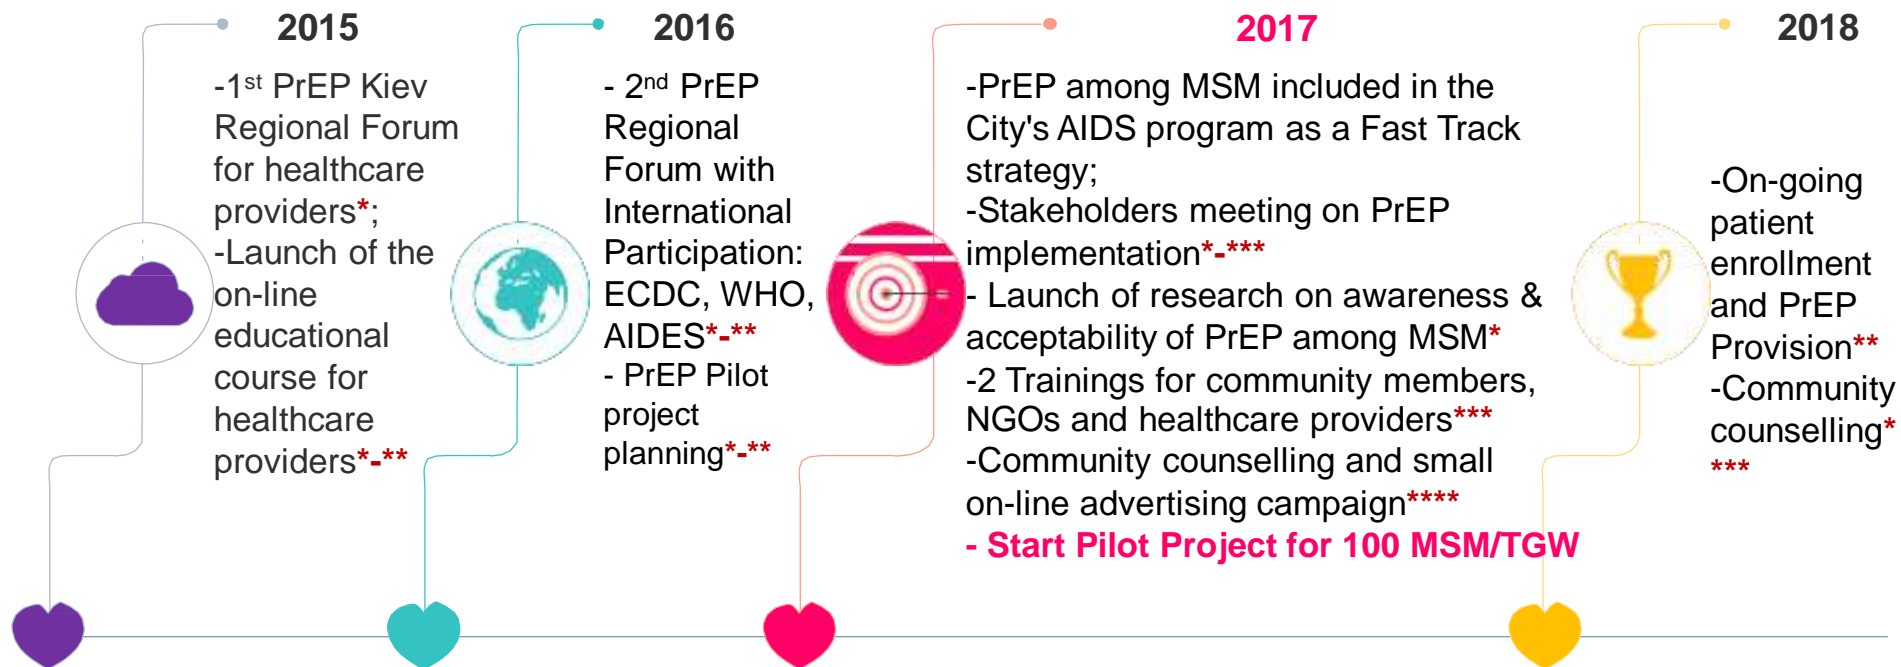 2015
-1st PrEP Kiev
Regional Forum
for healthcare
providers*;
-Launch of the
on-line
educational
course for
healthcare
providers*-**
2016
- 2nd PrEP
Regional
Forum with
International
Participation:
ECDC, WHO,
AIDES*-**
- PrEP Pilot
project
planning*-**
2017
-PrEP among MSM included in the
City's AIDS program as a Fast Track
strategy;
-Stakeholders meeting on PrEP
implementation*-***
- Launch of research on awareness &
acceptability of PrEP among MSM*
-2 Trainings for community members,
NGOs and healthcare providers***
-Community counselling and small
on-line advertising campaign****
- Start Pilot Project for 100 MSM/TGW
2018
-On-going
patient
enrollment
and PrEP
Provision**
-Community
counselling*
***